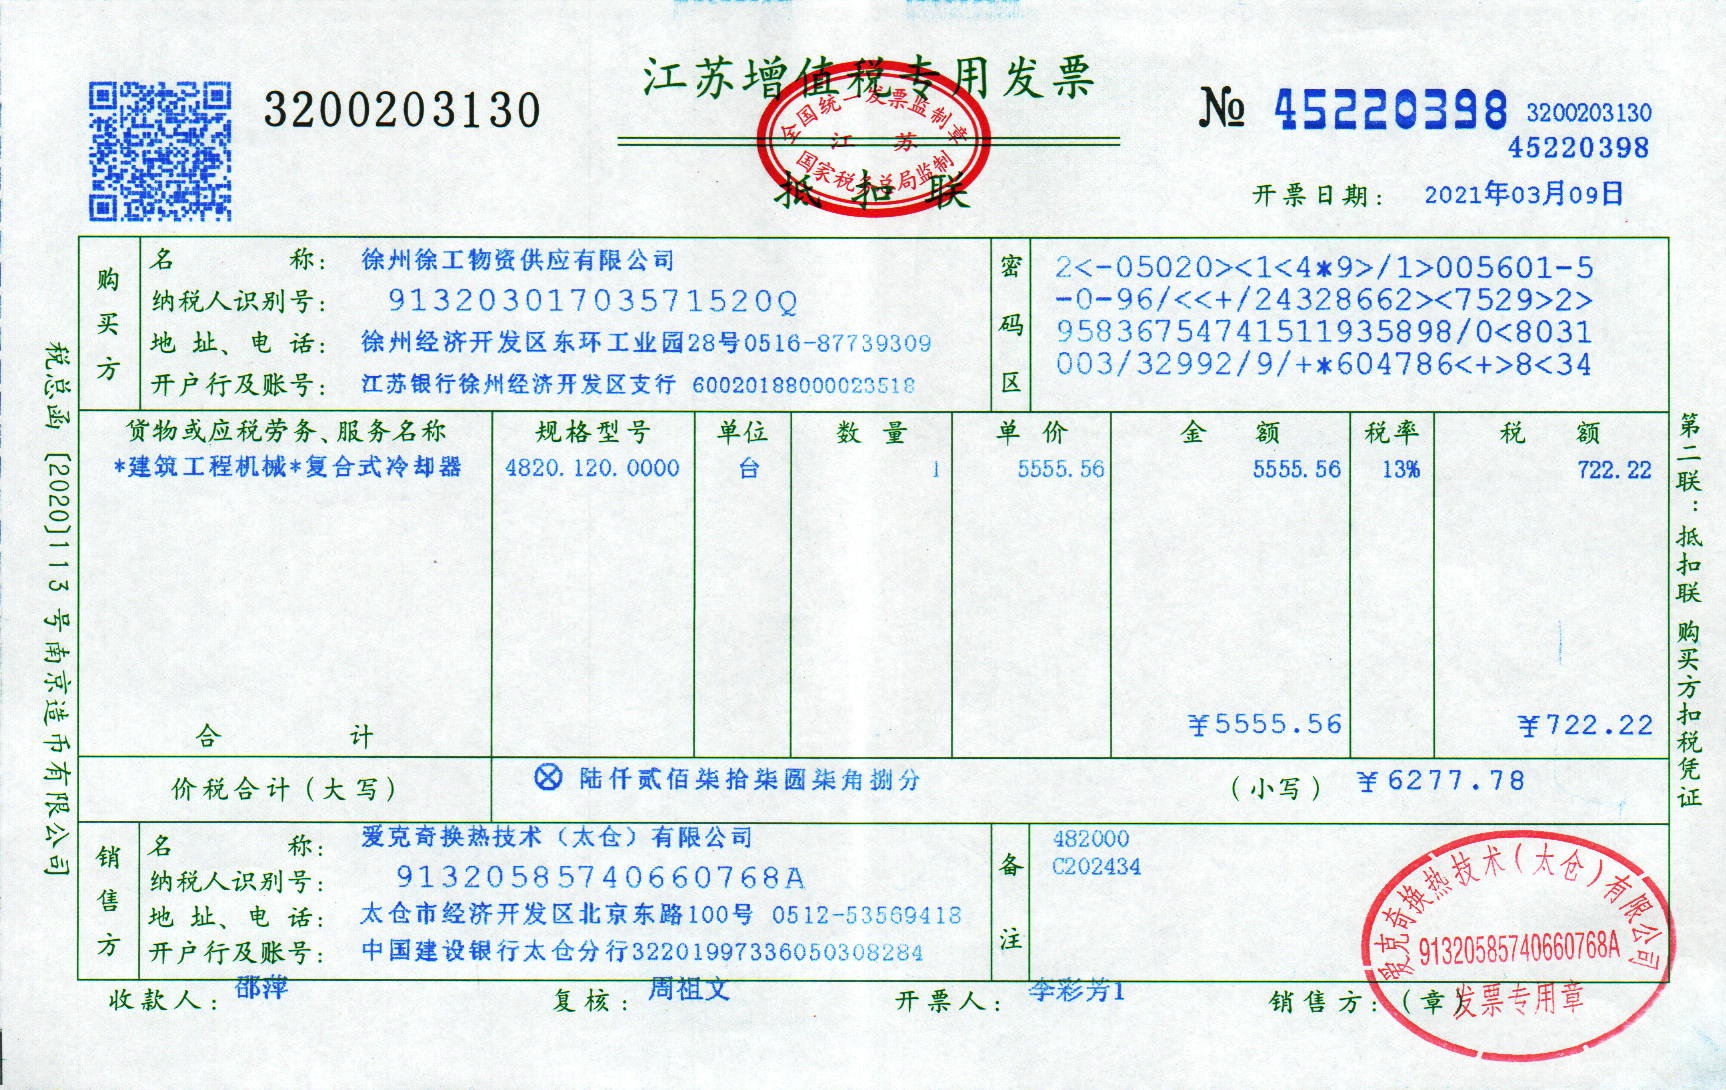 江苏增值税专用发票
3200203130
№ 45220398 3200203130
45220398
全国统一发票监制章
江苏
国家税务总局监制
抵扣联
开票日期： 2021年03月09日
购买方
名称： 徐州徐工物资供应有限公司
纳税人识别号： 91320301703571520Q
地址、电话： 徐州经济开发区东环工业园28号0516-87739309
开户行及账号： 江苏银行徐州经济开发区支行 60020188000023518
密码区
2<-05020><1<4*9>/1>005601-5
-0-96/<<+/24328662><7529>2>
95836754741511935898/0<8031
003/32992/9/+*604786<+>8<34
货物或应税劳务、服务名称 规格型号 单位 数量 单价 金额 税率 税额
*建筑工程机械*复合式冷却器 4820.120.0000 台 1 5555.56 5555.56 13% 722.22
合计 ¥5555.56 ¥722.22
价税合计（大写） ⊗ 陆仟贰佰柒拾柒圆柒角捌分 （小写） ¥6277.78
销售方
名称： 爱克奇换热技术（太仓）有限公司
纳税人识别号： 91320585740660768A
地址、电话： 太仓市经济开发区北京东路100号 0512-53569418
开户行及账号： 中国建设银行太仓分行32201997336050308284
备注
482000
C202434
收款人： 邵萍 复核： 周祖文 开票人： 李彩芳1 销售方：（章）
爱克奇换热技术（太仓）有限公司
91320585740660768A
发票专用章
税总函〔2020〕113号南京造币有限公司
第二联：抵扣联 购买方扣税凭证